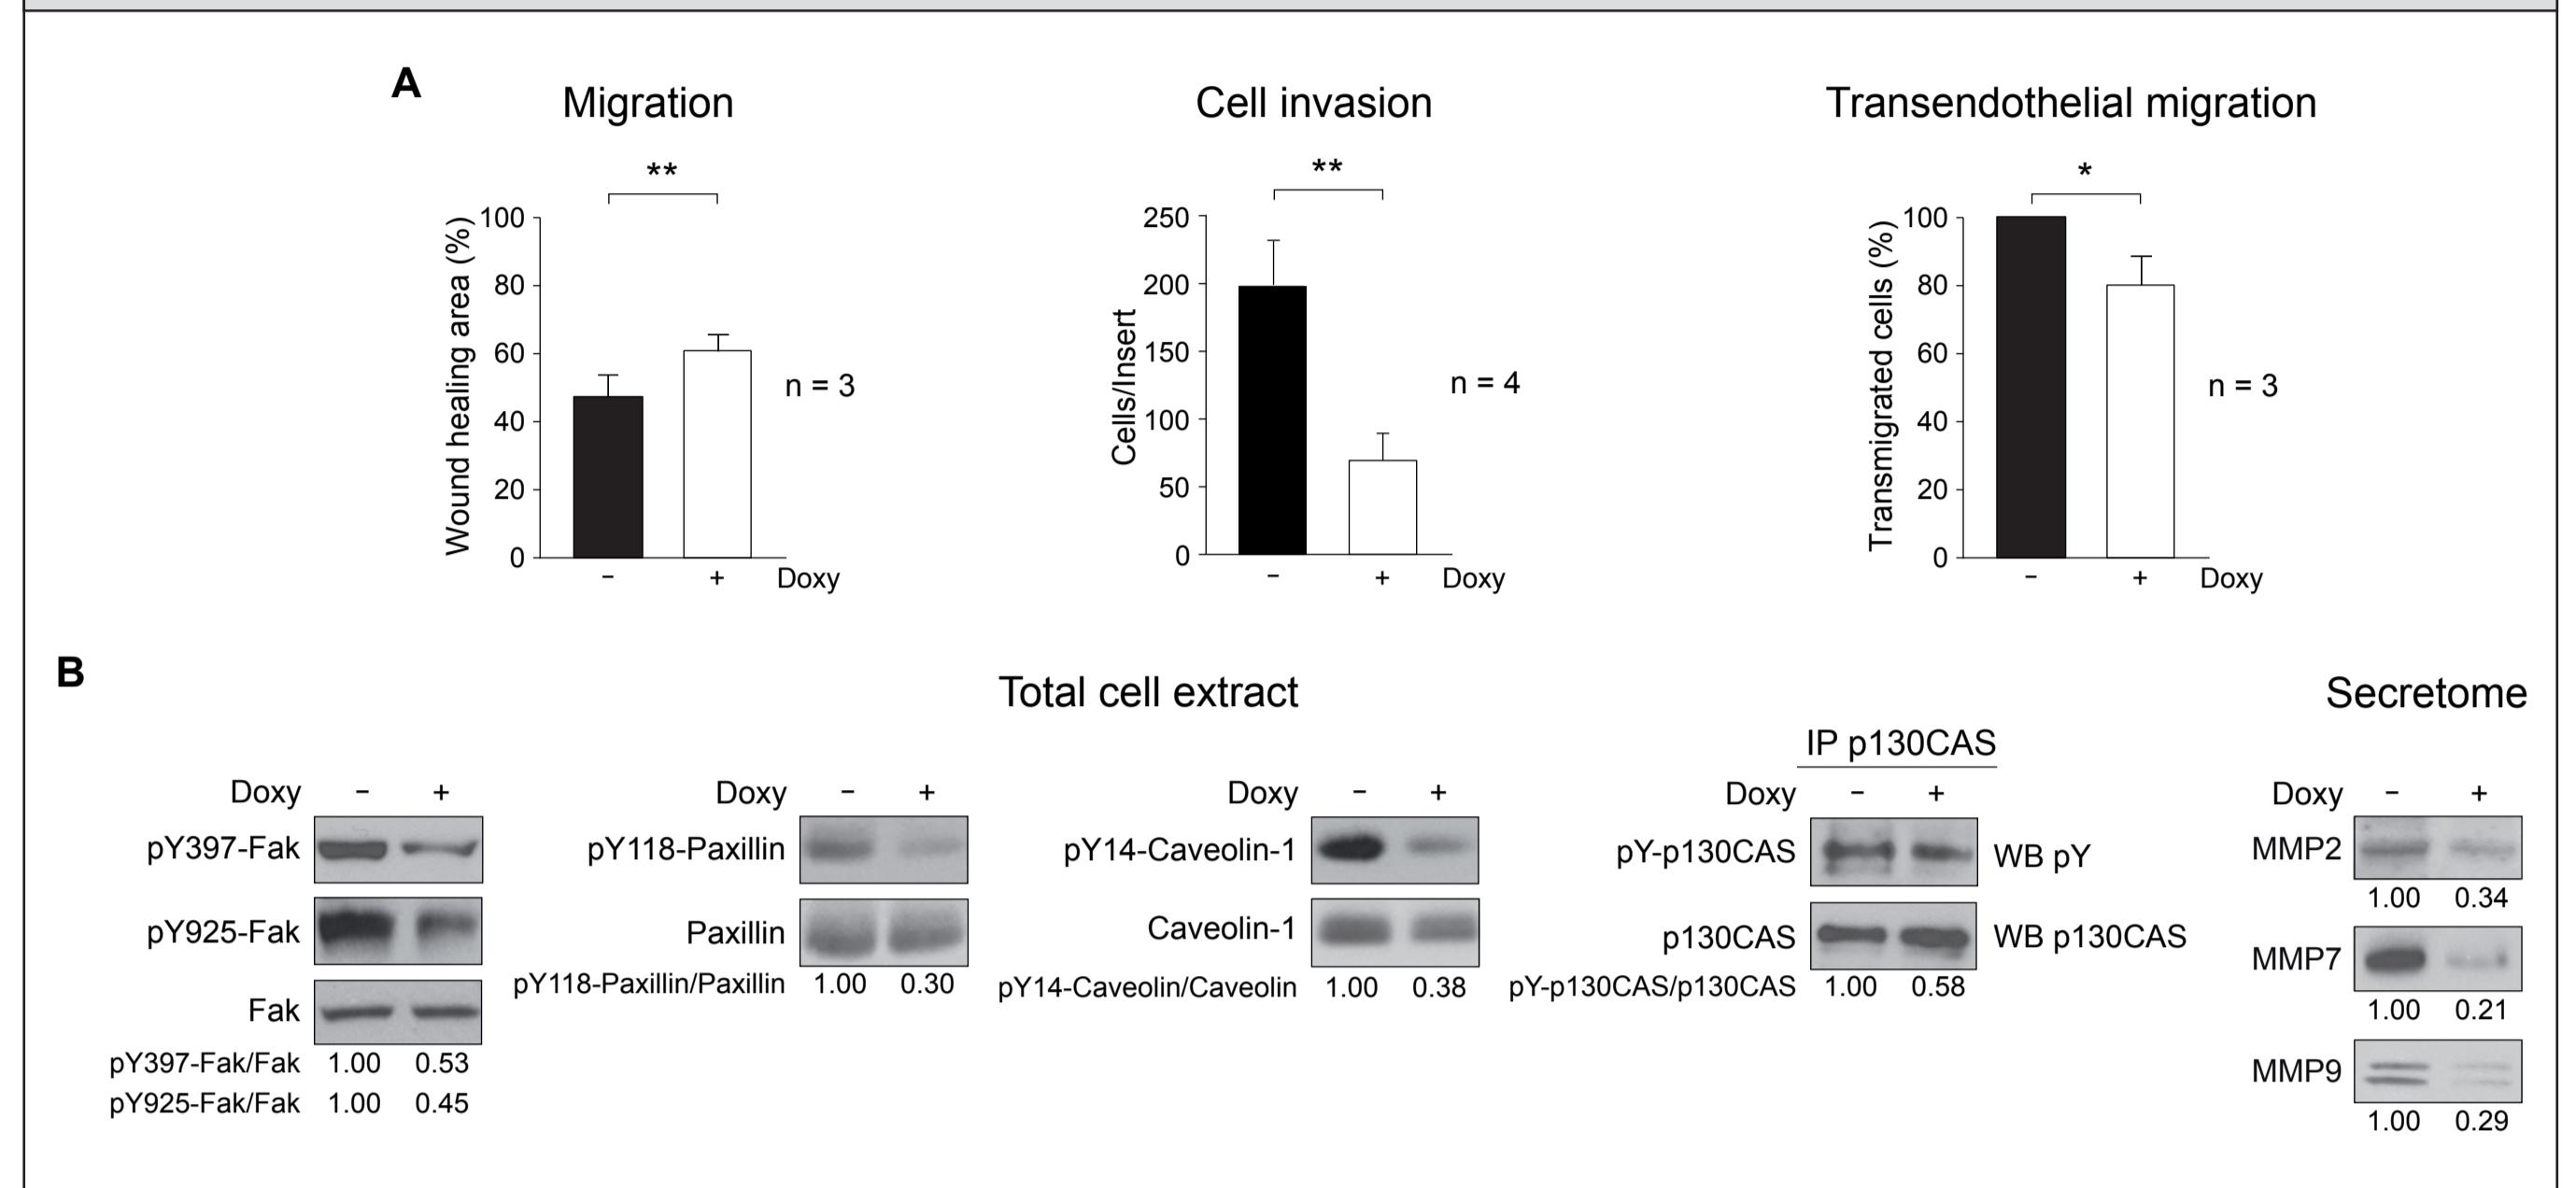 A
Migration
**
Wound healing area (%)
100
80
60
40
20
0
n = 3
− + Doxy
Cell invasion
**
Cells/Insert
250
200
150
100
50
0
n = 4
− + Doxy
Transendothelial migration
*
Transmigrated cells (%)
100
80
60
40
20
0
n = 3
− + Doxy
B
Total cell extract
Doxy − +
pY397-Fak
pY925-Fak
Fak
pY397-Fak/Fak 1.00 0.53
pY925-Fak/Fak 1.00 0.45
Doxy − +
pY118-Paxillin
Paxillin
pY118-Paxillin/Paxillin 1.00 0.30
Doxy − +
pY14-Caveolin-1
Caveolin-1
pY14-Caveolin/Caveolin 1.00 0.38
IP p130CAS
Doxy − +
pY-p130CAS WB pY
p130CAS WB p130CAS
pY-p130CAS/p130CAS 1.00 0.58
Secretome
Doxy − +
MMP2
1.00 0.34
MMP7
1.00 0.21
MMP9
1.00 0.29